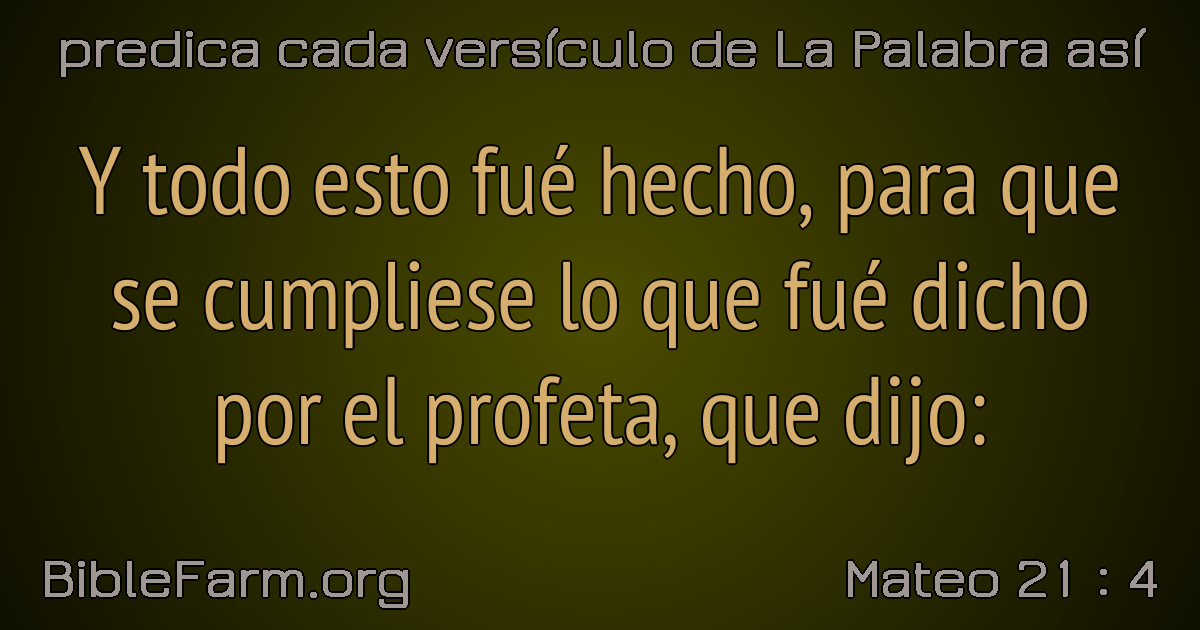 predica cada versículo de La Palabra así
Y todo esto fué hecho, para que
se cumpliese lo que fué dicho
por el profeta, que dijo:
BibleFarm.org
Mateo 21 : 4